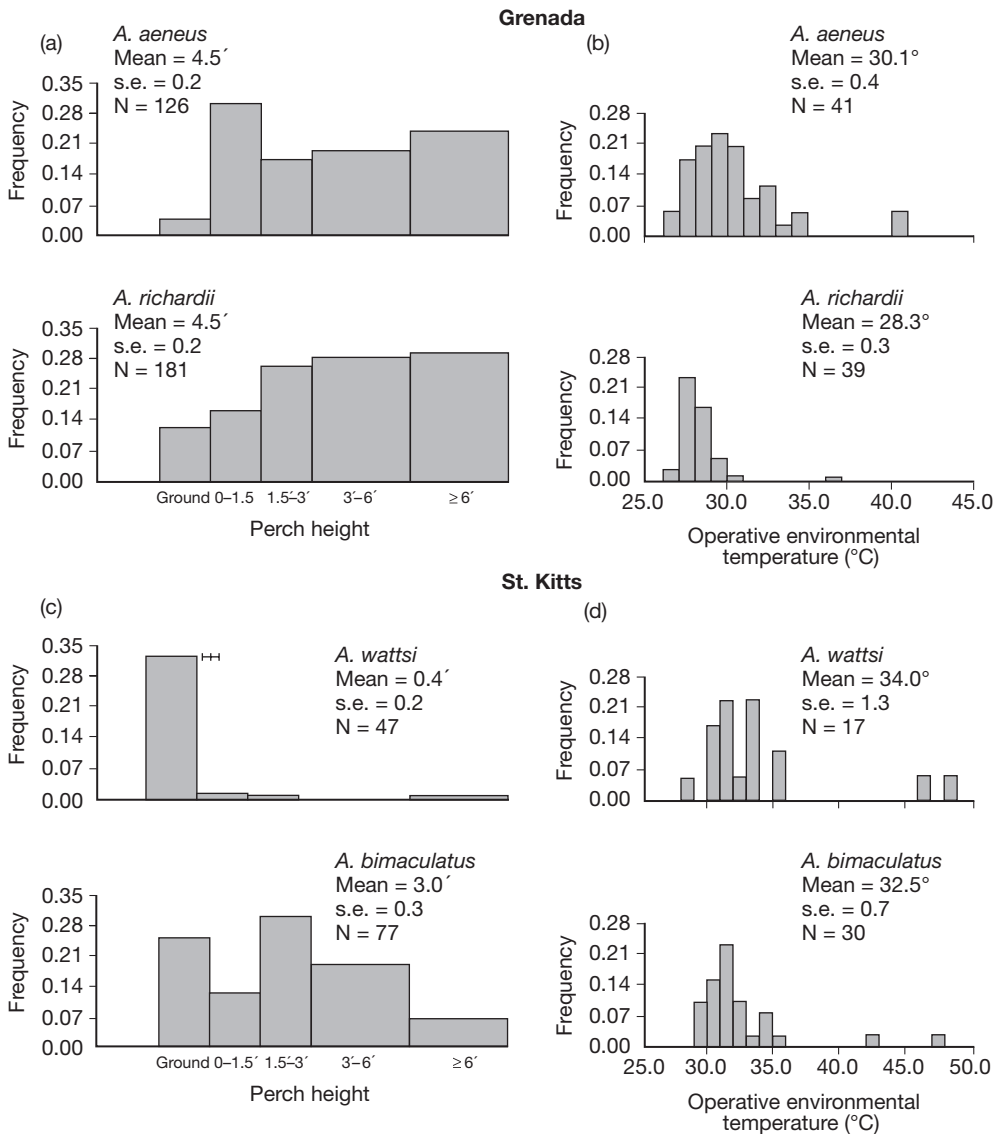 Grenada
(a)
A. aeneus
Mean = 4.5´
s.e. = 0.2
N = 126
Frequency
0.35
0.28
0.21
0.14
0.07
0.00
(b)
A. aeneus
Mean = 30.1°
s.e. = 0.4
N = 41
Frequency
0.28
0.21
0.14
0.07
0.00
A. richardii
Mean = 4.5´
s.e. = 0.2
N = 181
Frequency
0.35
0.28
0.21
0.14
0.07
0.00
Ground 0–1.5 1.5´–3´ 3´–6´ ≥ 6´
Perch height
A. richardii
Mean = 28.3°
s.e. = 0.3
N = 39
Frequency
0.28
0.21
0.14
0.07
0.00
25.0 30.0 35.0 40.0 45.0
Operative environmental
temperature (°C)
St. Kitts
(c)
A. wattsi
Mean = 0.4´
s.e. = 0.2
N = 47
Frequency
0.35
0.28
0.21
0.14
0.07
0.00
(d)
A. wattsi
Mean = 34.0°
s.e. = 1.3
N = 17
Frequency
0.28
0.21
0.14
0.07
0.00
A. bimaculatus
Mean = 3.0´
s.e. = 0.3
N = 77
Frequency
0.35
0.28
0.21
0.14
0.07
0.00
Ground 0–1.5´ 1.5´–3´ 3´–6´ ≥ 6´
Perch height
A. bimaculatus
Mean = 32.5°
s.e. = 0.7
N = 30
Frequency
0.28
0.21
0.14
0.07
0.00
25.0 30.0 35.0 40.0 45.0 50.0
Operative environmental
temperature (°C)